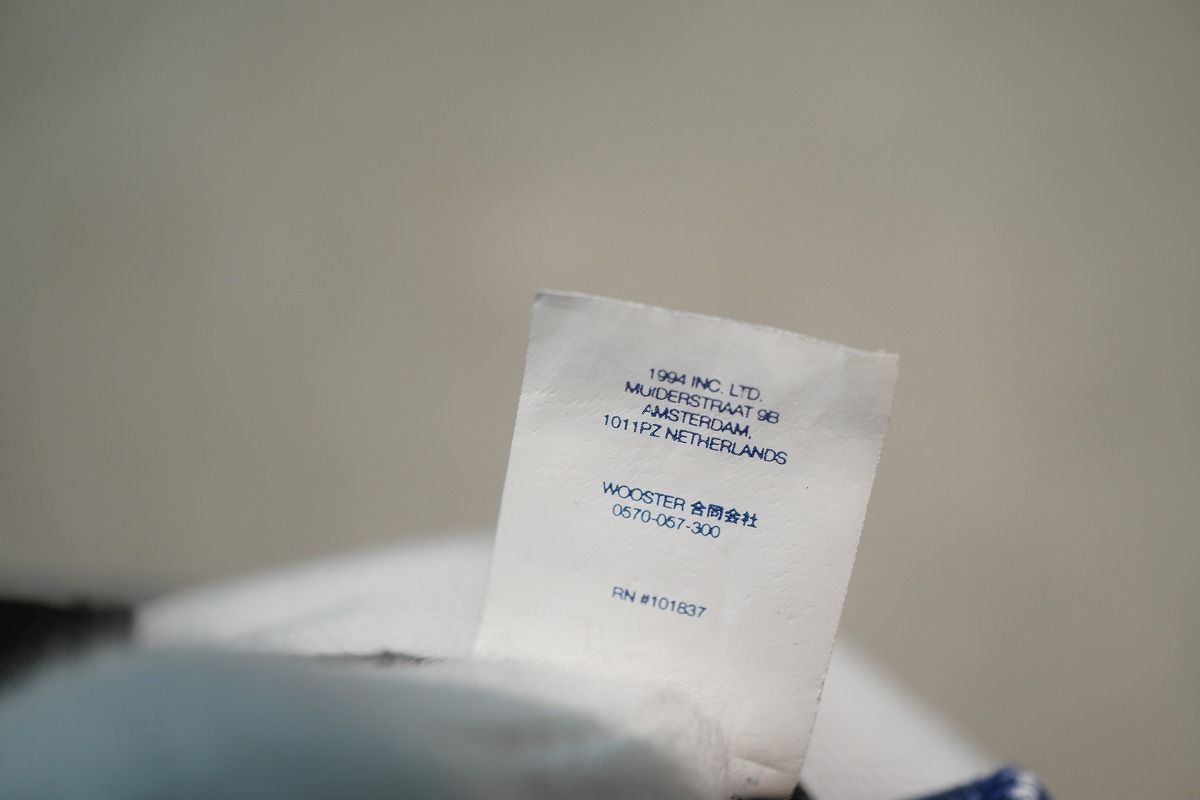 1994 INC. LTD.
MUIDERSTRAAT 9B
AMSTERDAM,
1011PZ NETHERLANDS
WOOSTER 合同会社
0570-057-300
RN #101837